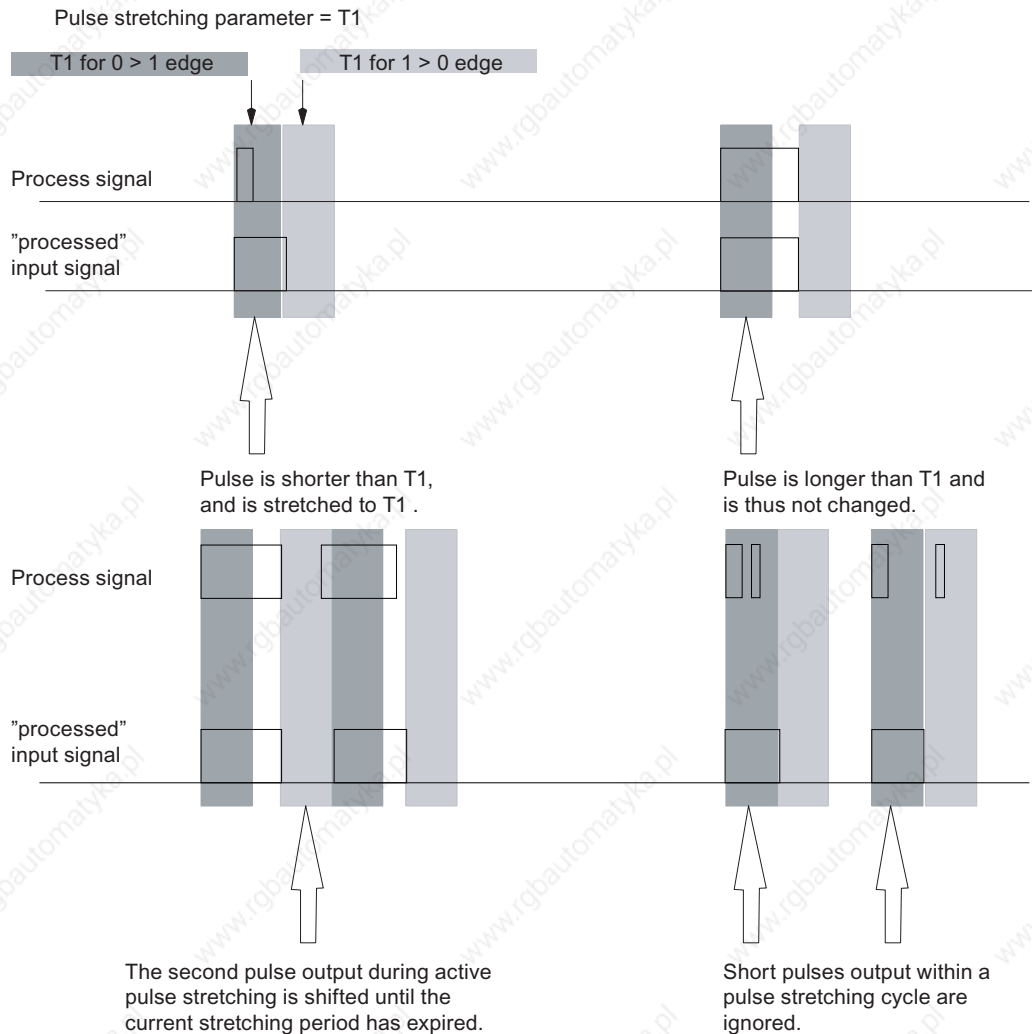 Pulse stretching parameter = T1
T1 for 0 > 1 edge
T1 for 1 > 0 edge
Process signal
”processed”
input signal
Pulse is shorter than T1,
and is stretched to T1 .
Pulse is longer than T1 and
is thus not changed.
Process signal
”processed”
input signal
The second pulse output during active
pulse stretching is shifted until the
current stretching period has expired.
Short pulses output within a
pulse stretching cycle are
ignored.
www.rgbautomatyka.pl